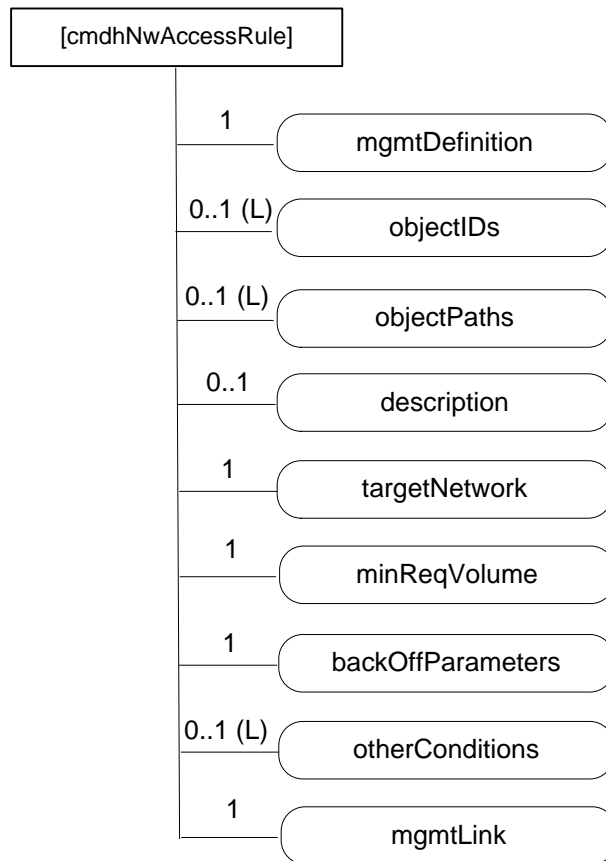 [cmdhNwAccessRule]
1
mgmtDefinition
0..1 (L)
objectIDs
0..1 (L)
objectPaths
0..1
description
1
targetNetwork
1
minReqVolume
1
backOffParameters
0..1 (L)
otherConditions
1
mgmtLink